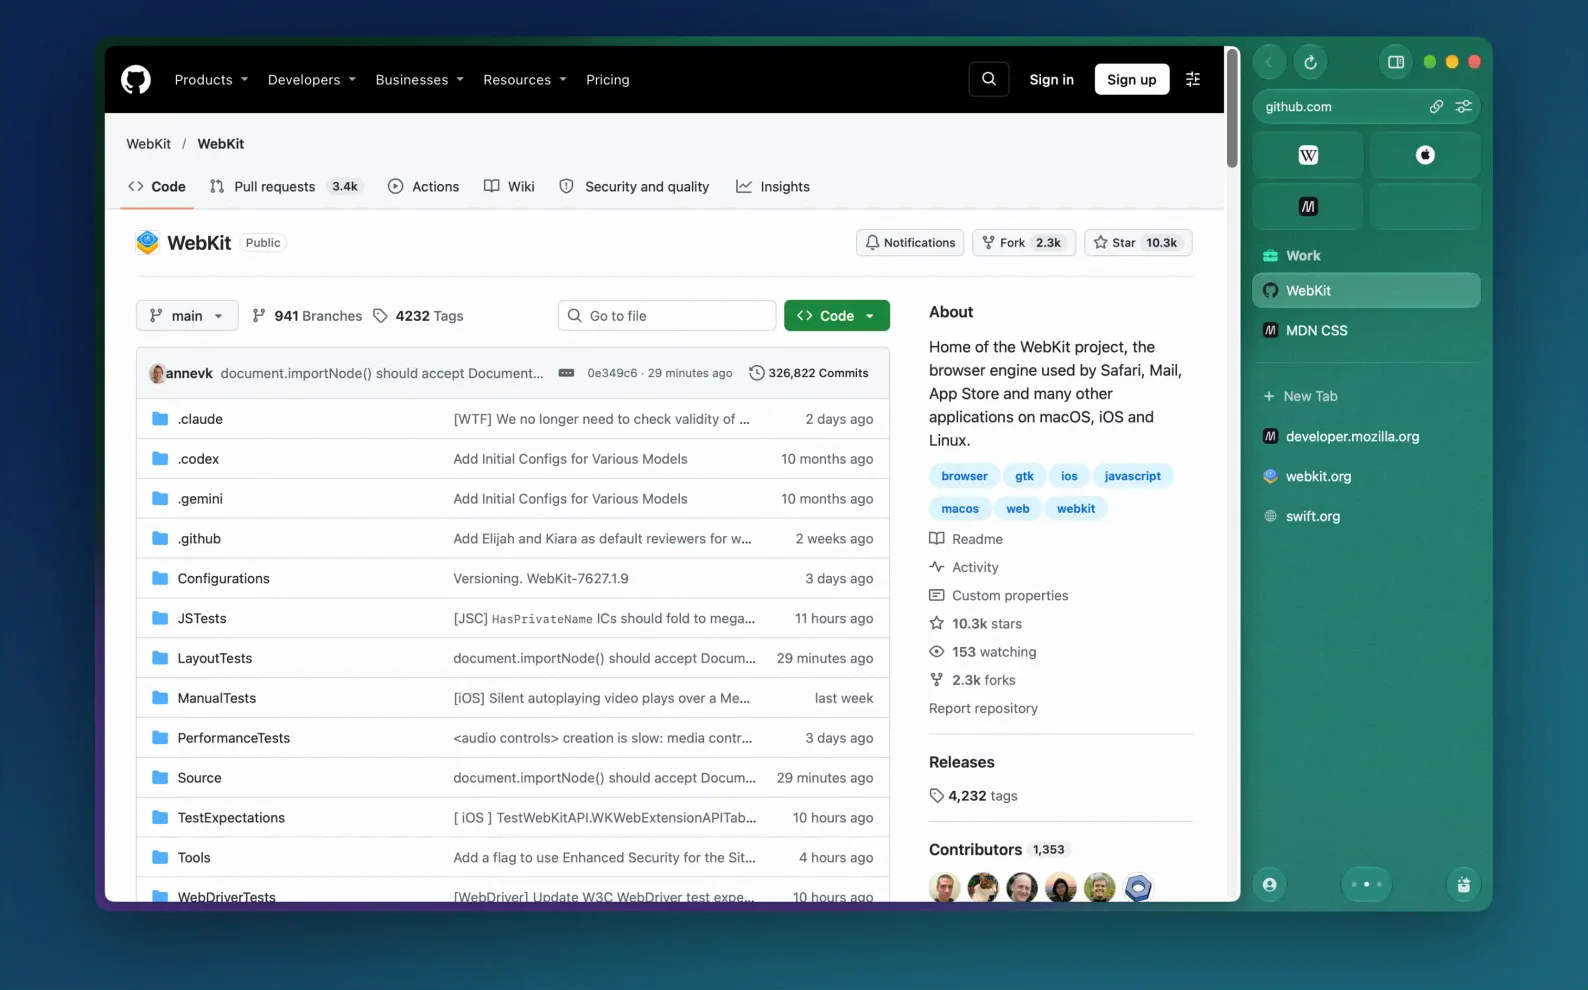 Products Developers Businesses Resources Pricing Sign in Sign up
WebKit / WebKit
Code Pull requests 3.4k Actions Wiki Security and quality Insights
WebKit Public Notifications Fork 2.3k Star 10.3k
main 941 Branches 4232 Tags Go to file Code
annevk document.importNode() should accept Document... 0e349c6 · 29 minutes ago 326,822 Commits
.claude [WTF] We no longer need to check validity of ... 2 days ago
.codex Add Initial Configs for Various Models 10 months ago
.gemini Add Initial Configs for Various Models 10 months ago
.github Add Elijah and Kiara as default reviewers for w... 2 weeks ago
Configurations Versioning. WebKit-7627.1.9 3 days ago
JSTests [JSC] HasPrivateName ICs should fold to mega... 11 hours ago
LayoutTests document.importNode() should accept Docum... 29 minutes ago
ManualTests [iOS] Silent autoplaying video plays over a Me... last week
PerformanceTests <audio controls> creation is slow: media contr... 3 days ago
Source document.importNode() should accept Docum... 29 minutes ago
TestExpectations [ iOS ] TestWebKitAPI.WKWebExtensionAPITab... 10 hours ago
Tools Add a flag to use Enhanced Security for the Sit... 4 hours ago
WebDriverTests [WebDriver] Update W3C WebDriver test expe... 10 hours ago
About
Home of the WebKit project, the
browser engine used by Safari, Mail,
App Store and many other
applications on macOS, iOS and
Linux.
browser gtk ios javascript
macos web webkit
Readme
Activity
Custom properties
10.3k stars
153 watching
2.3k forks
Report repository
Releases
4,232 tags
Contributors 1,353
github.com
W
M
Work
WebKit
M MDN CSS
+ New Tab
M developer.mozilla.org
webkit.org
swift.org